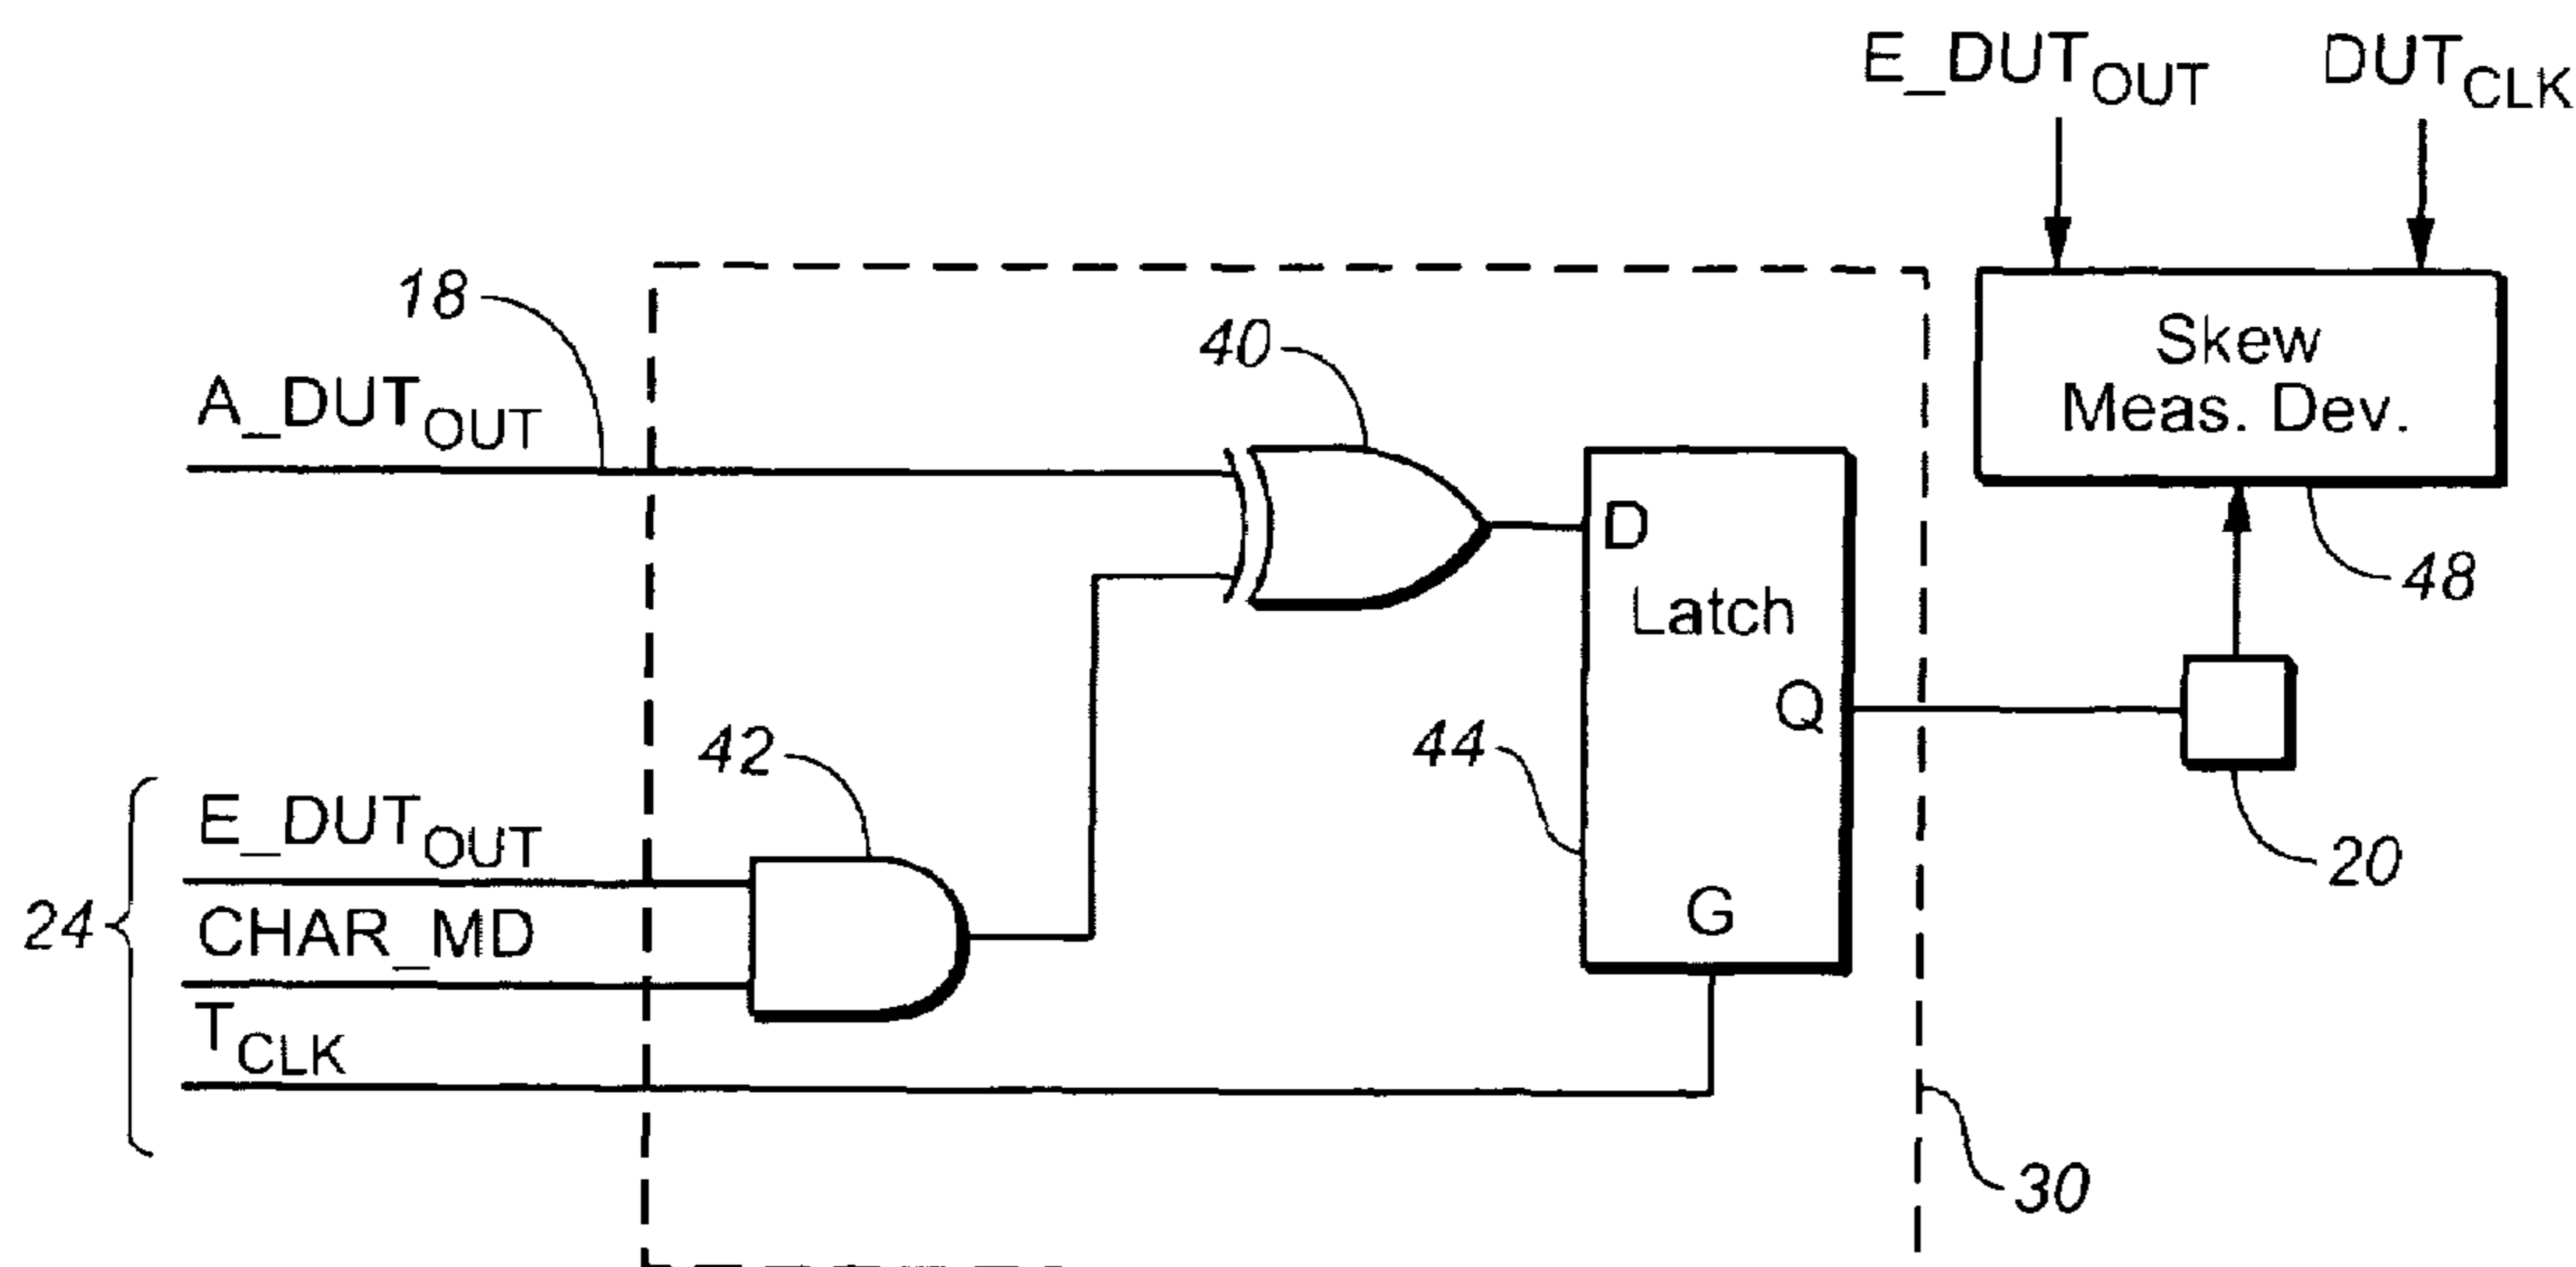 E_DUTOUT DUTCLK
18
40
Skew
Meas. Dev.
A_DUTOUT
D
Latch
48
Q
42
44
E_DUTOUT
20
24
CHAR_MD
G
TCLK
30